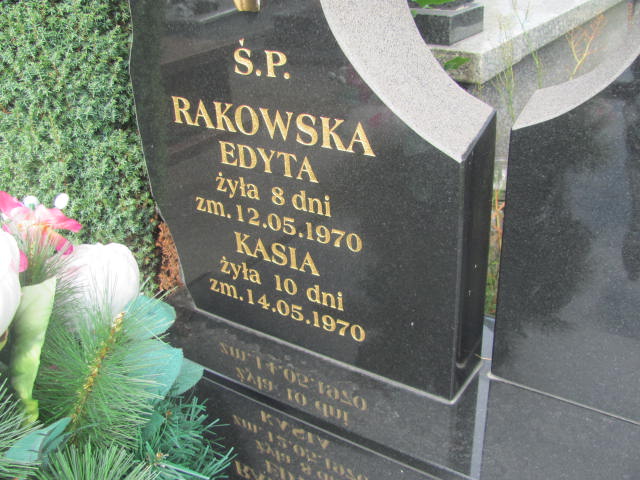 Ś.P.
RAKOWSKA
EDYTA
żyła 8 dni
zm.12.05.1970
KASIA
żyła 10 dni
zm.14.05.1970